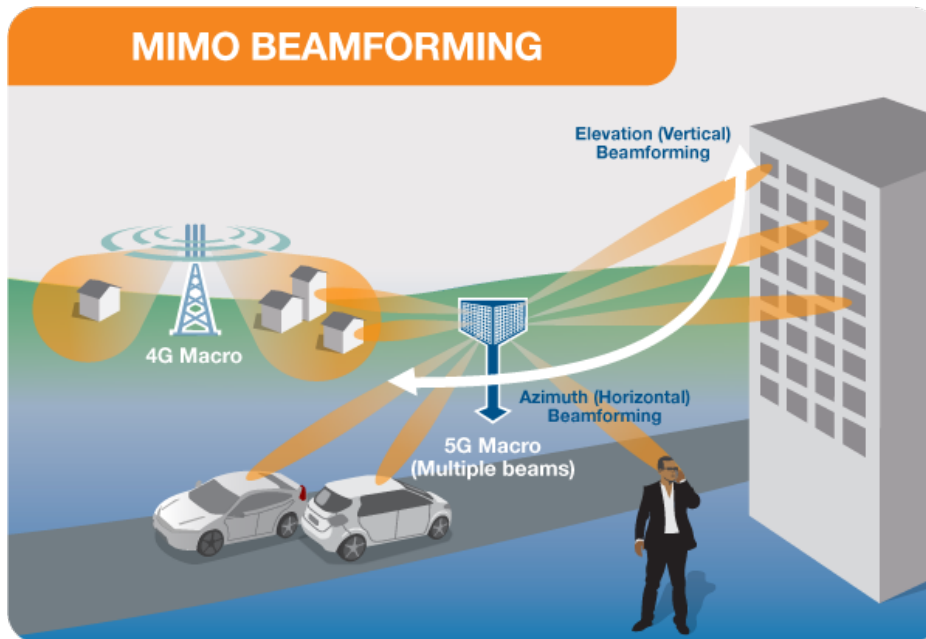 MIMO BEAMFORMING
Elevation (Vertical)
Beamforming
4G Macro
Azimuth (Horizontal)
Beamforming
5G Macro
(Multiple beams)